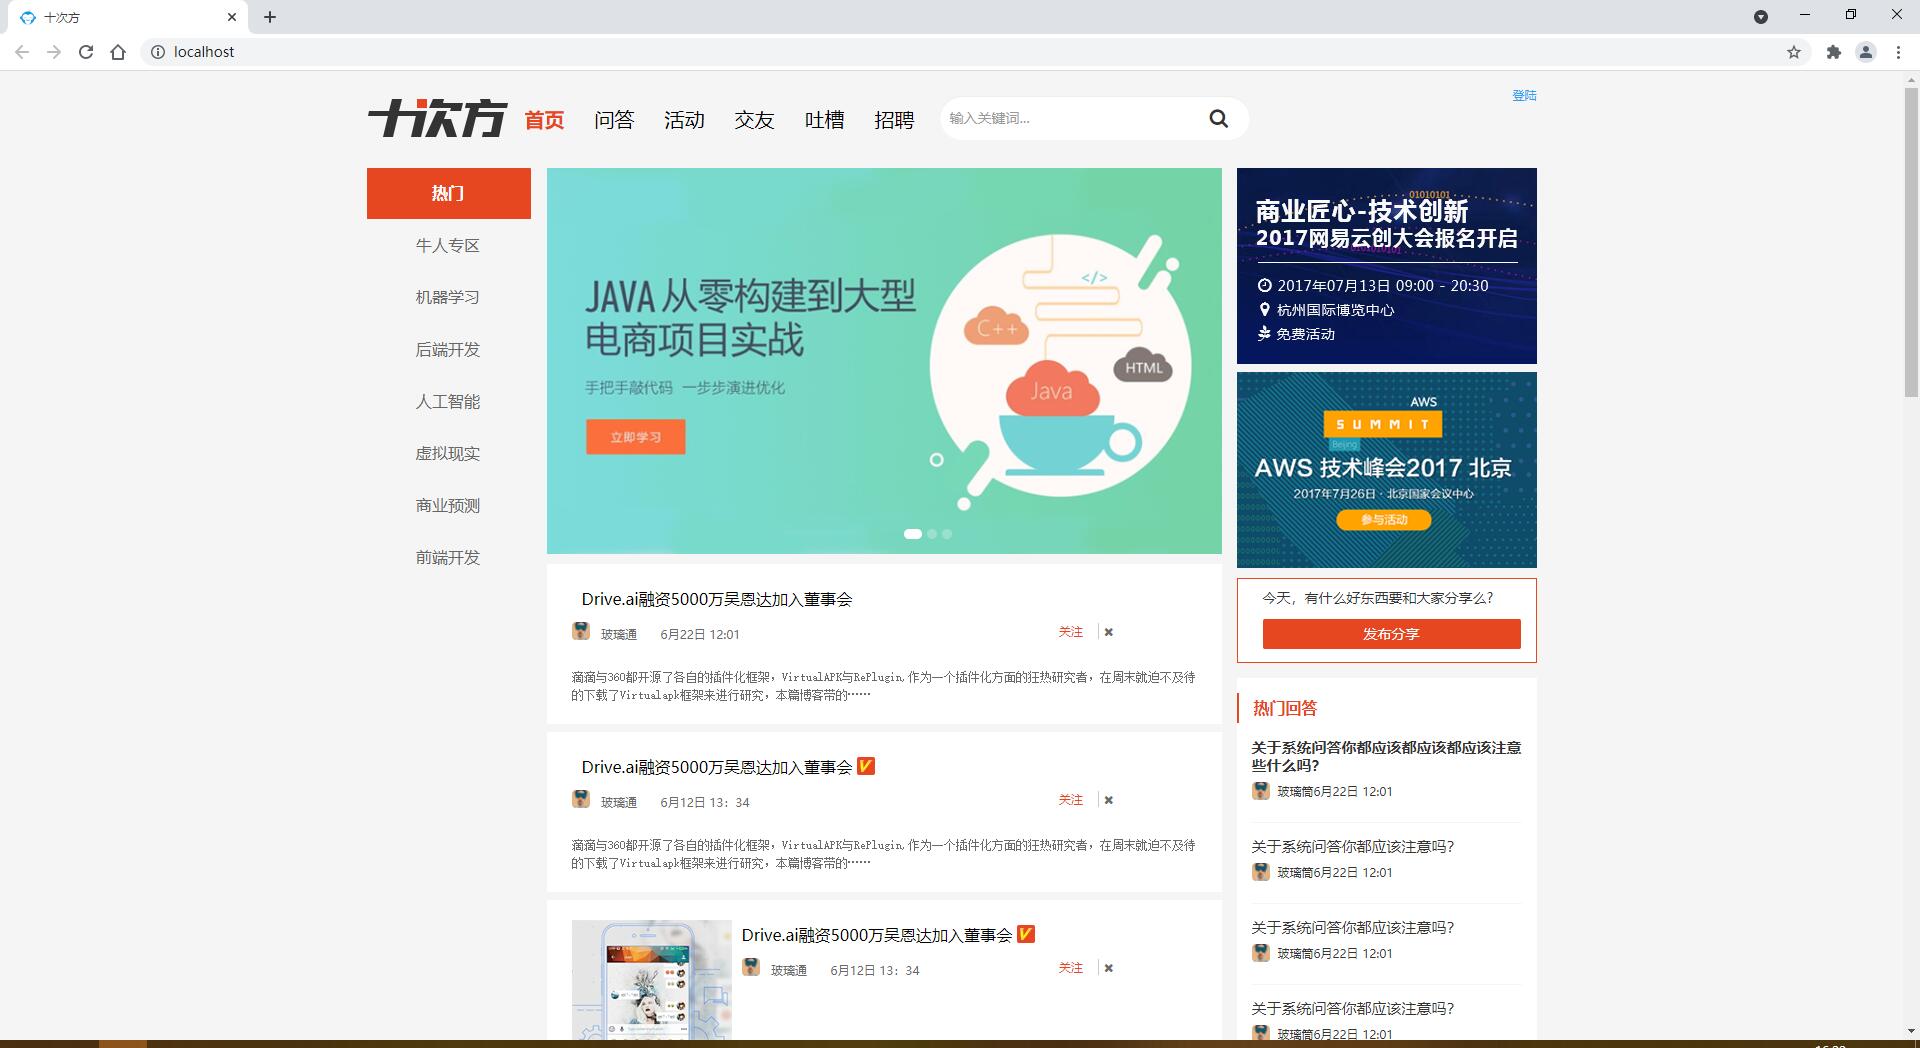 十次方
localhost
登陆
十次方
首页 问答 活动 交友 吐槽 招聘
输入关键词...
热门
牛人专区
机器学习
后端开发
人工智能
虚拟现实
商业预测
前端开发
JAVA 从零构建到大型
电商项目实战
手把手敲代码 一步步演进优化
立即学习
</>
C++
HTML
Java
01010101
商业匠心-技术创新
2017网易云创大会报名开启
2017年07月13日 09:00 - 20:30
杭州国际博览中心
免费活动
AWS
SUMMIT
Beijing
AWS 技术峰会2017 北京
2017年7月26日 · 北京国家会议中心
参与活动
Drive.ai融资5000万吴恩达加入董事会
玻璃通 6月22日 12:01
关注
滴滴与360都开源了各自的插件化框架，VirtualAPK与RePlugin,作为一个插件化方面的狂热研究者，在周末就迫不及待
的下载了Virtualapk框架来进行研究，本篇博客带的……
Drive.ai融资5000万吴恩达加入董事会 V
玻璃通 6月12日 13：34
关注
滴滴与360都开源了各自的插件化框架，VirtualAPK与RePlugin,作为一个插件化方面的狂热研究者，在周末就迫不及待
的下载了Virtualapk框架来进行研究，本篇博客带的……
Drive.ai融资5000万吴恩达加入董事会 V
玻璃通 6月12日 13：34
关注
今天，有什么好东西要和大家分享么?
发布分享
热门回答
关于系统问答你都应该都应该都应该注意
些什么吗?
玻璃筒6月22日 12:01
关于系统问答你都应该注意吗?
玻璃筒6月22日 12:01
关于系统问答你都应该注意吗?
玻璃筒6月22日 12:01
关于系统问答你都应该注意吗?
玻璃筒6月22日 12:01